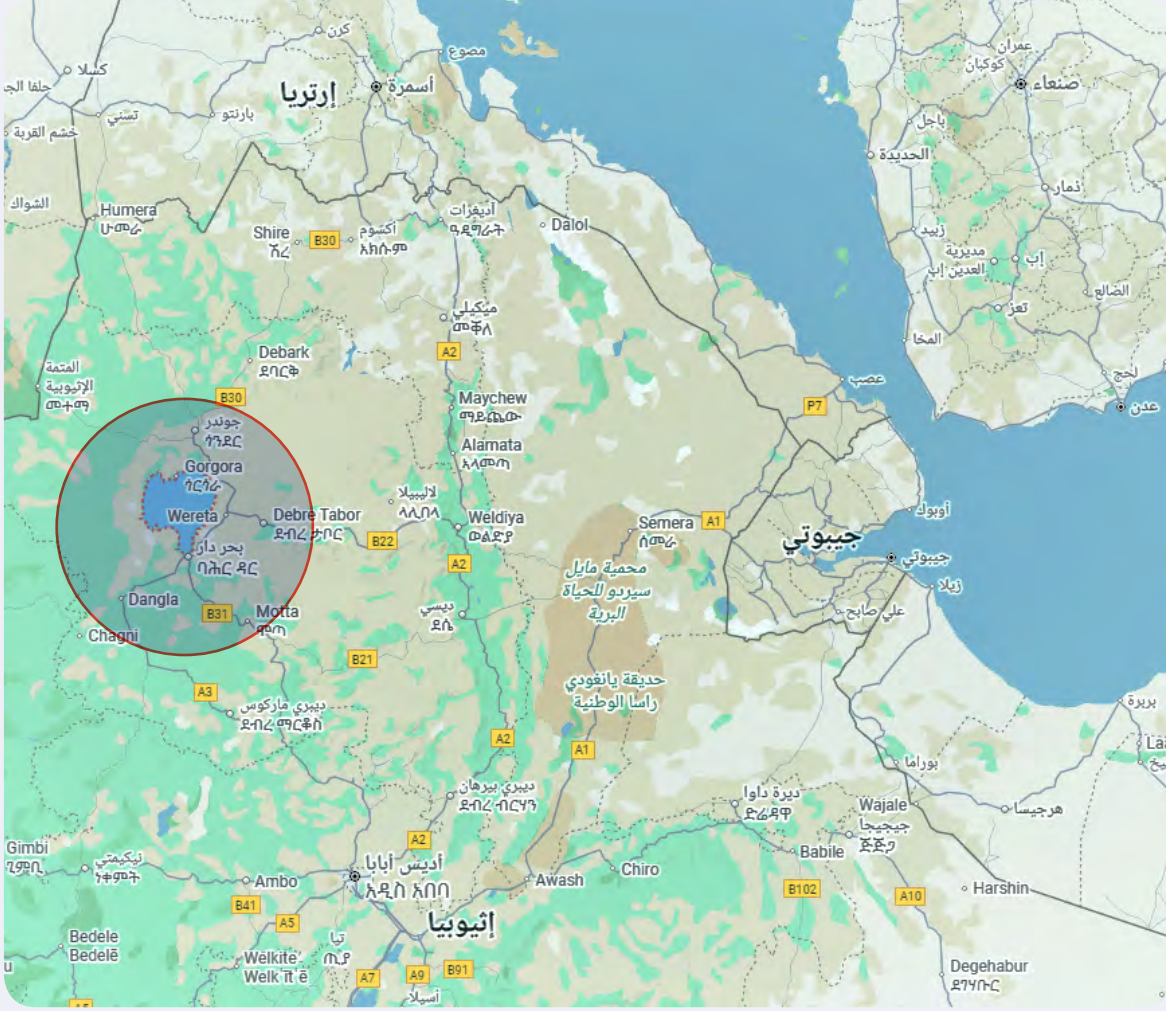 عمران
كوكبان
كرن
مصوع
صنعاء
كسلا
أسمرة
إرتريا
حلفا الجد
باجل
بارنتو
تسني
خشم القربة
الحديدة
ذمار
الشواك
Humera
ሁመራ
أديغرات
ዓዲግራት
Dalol
زبيد
Shire
ሽረ
B30
أكسوم
አክሱም
مديرية
العدين إب
إب
الضالع
تعز
ميكيلي
መቐለ
المخا
A2
Debark
ደባርቅ
المتمة
الإثيوبية
መተማ
لحج
عصب
عدن
B30
Maychew
ማይጨው
P7
جوندر
ጎንደር
Alamata
አላማጣ
Gorgora
ጎርጎራ
لاليبيلا
ላሊበላ
أوبوك
Wereta
Debre Tabor
ደብረ ታቦር
Weldiya
ወልድያ
Semera
ሰመራ
A1
B22
جيبوتي
بحر دار
ባሕር ዳር
جيبوتي
A2
محمية مايل
سيردو للحياة
البرية
زيلا
Dangla
B31
Motta
ሞጣ
ديسي
ደሴ
علي صابح
Chagni
B21
حديقة يانغودي
راسا الوطنية
A3
ديبري ماركوس
ደብረ ማርቆስ
بربرة
A2
A1
بوراما
ديبري بيرهان
ደብረ ብርሃን
ديرة داوا
ድሬዳዋ
Wajale
جيجيجا
ጅጅጋ
هرجيسا
A2
Gimbi
ጊምቢ
نيكيمتي
ነቀምት
Babile
أديس أبابا
አዲስ አበባ
Chiro
Ambo
Awash
B102
A10
Harshin
B41
A5
إثيوبيا
Bedele
Bedelē
تيا
ጢያ
Welkite
Welk'īt'ē
A7
A9
B91
Degehabur
ደገሃቡር
أسيلا